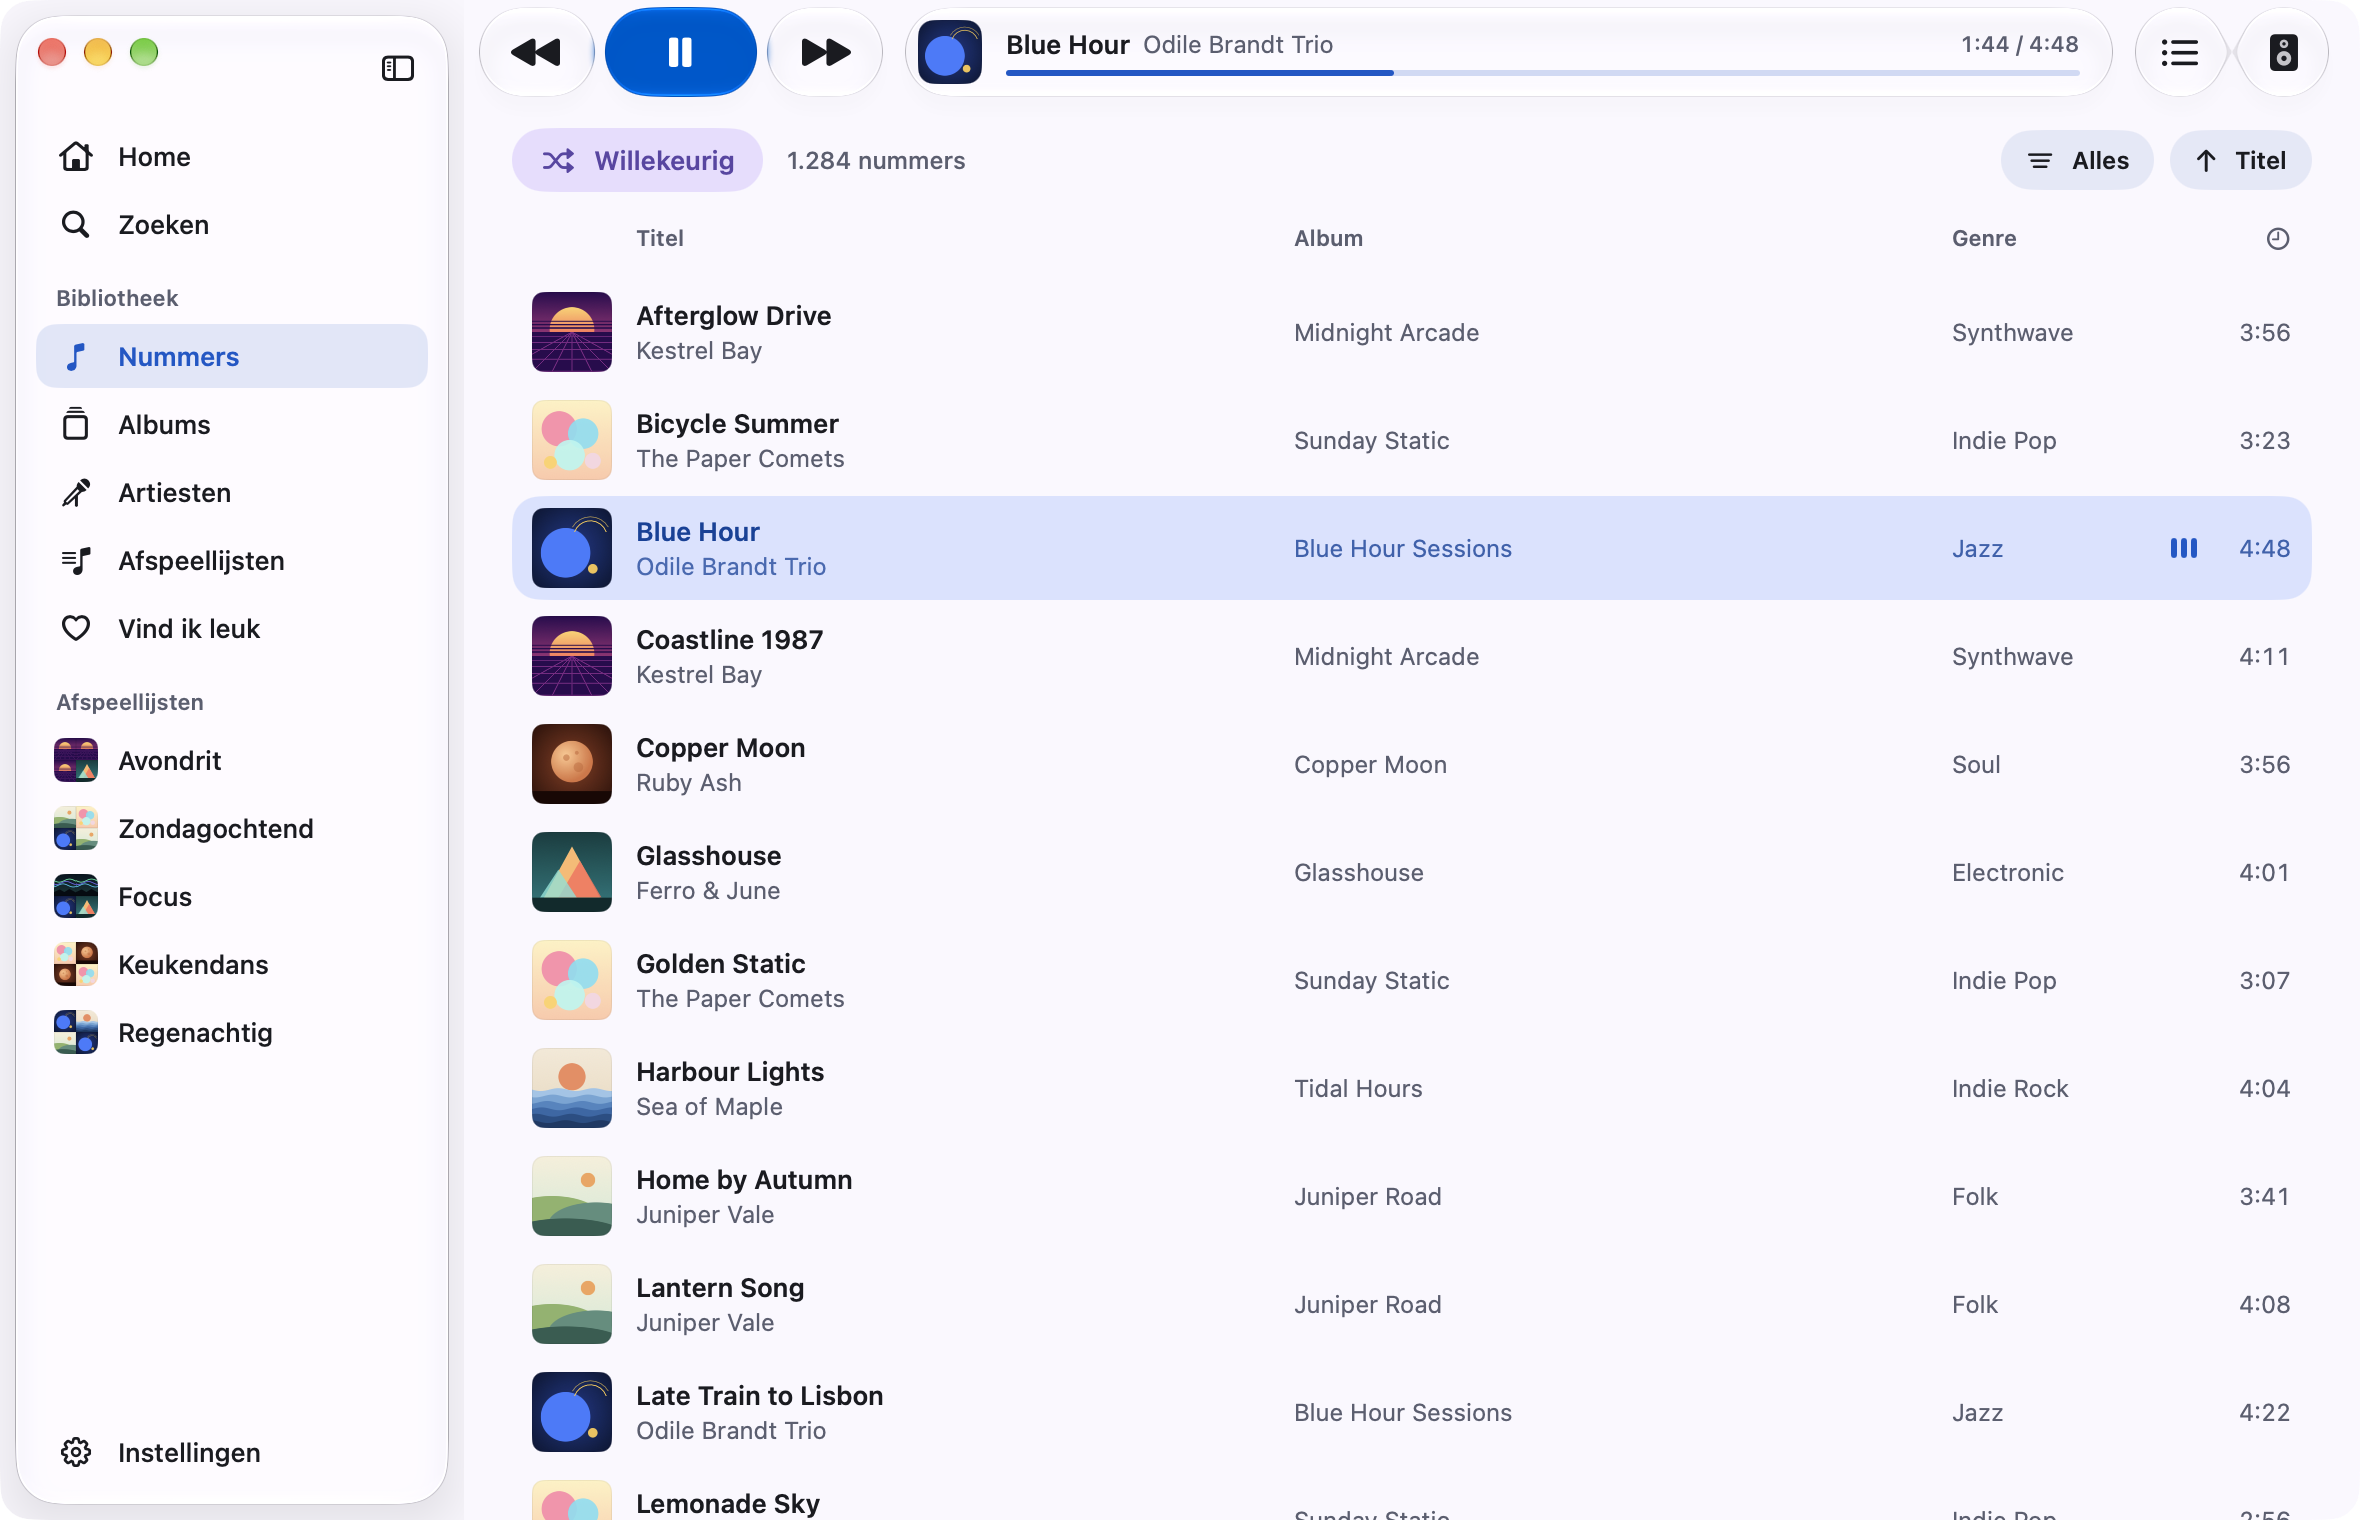 Blue Hour Odile Brandt Trio 1:44 / 4:48
Home
Zoeken
Bibliotheek
Nummers
Albums
Artiesten
Afspeellijsten
Vind ik leuk
Afspeellijsten
Avondrit
Zondagochtend
Focus
Keukendans
Regenachtig
Instellingen
Willekeurig 1.284 nummers Alles Titel
Titel Album Genre
Afterglow Drive
Kestrel Bay
Midnight Arcade Synthwave 3:56
Bicycle Summer
The Paper Comets
Sunday Static Indie Pop 3:23
Blue Hour
Odile Brandt Trio
Blue Hour Sessions Jazz 4:48
Coastline 1987
Kestrel Bay
Midnight Arcade Synthwave 4:11
Copper Moon
Ruby Ash
Copper Moon Soul 3:56
Glasshouse
Ferro & June
Glasshouse Electronic 4:01
Golden Static
The Paper Comets
Sunday Static Indie Pop 3:07
Harbour Lights
Sea of Maple
Tidal Hours Indie Rock 4:04
Home by Autumn
Juniper Vale
Juniper Road Folk 3:41
Lantern Song
Juniper Vale
Juniper Road Folk 4:08
Late Train to Lisbon
Odile Brandt Trio
Blue Hour Sessions Jazz 4:22
Lemonade Sky
Sunday Static Indie Pop